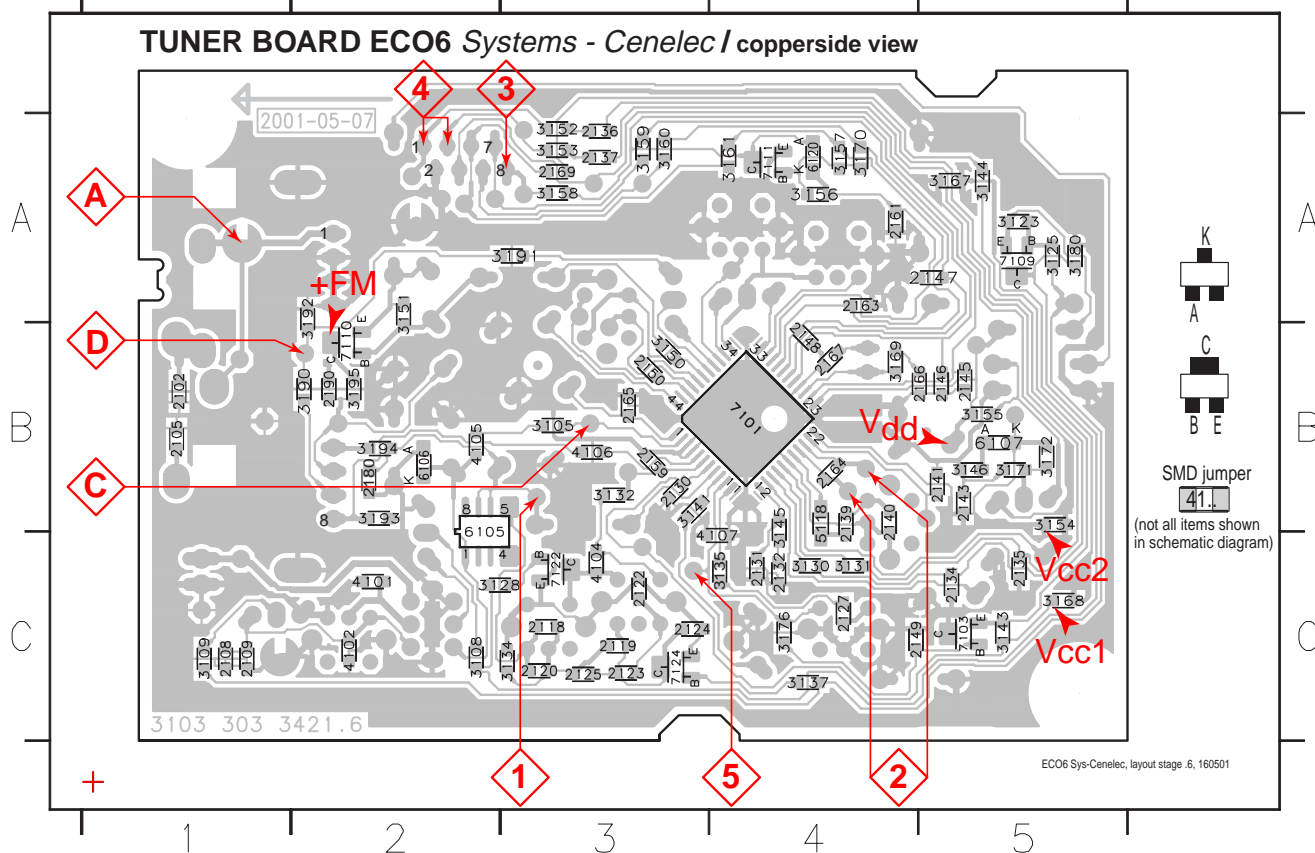 TUNER BOARD ECO6 Systems - Cenelec / copperside view
4 3
2001-05-07
1 7
2 8
3152 2136
3153 2137
2169
3158
3159 3160
3161 C 7111 E B
A 6120 K
3157 3170
3156
3167 3144
A
A
A
2161
3123
E B
7109
C
3125 3180
K
A
1
3191
2147
+FM
2163
3192
3151
D
7110 E C B
3150
2150
34 33
2148
2167
3169
C
B E
2102
3190 2190 3195
2165
44
7101
23
2166 2146 2145
B
2105
3105
1
22
Vdd
3155
A K
6107
3172
B
3194
A 6106 K
4105
4106
2159
2164
3146 3171
C
2180
3132
2130
3141
11 12
2141
2143
SMD jumper
41..
(not all items shown
in schematic diagram)
8
3193
8 5
6105
1 4
4107
3145
5118 2139 2140
3154
Vcc2
4101
3128
B 7122 C E
4104
2122
3135
2131 2132
3130 3131
2134
2135
3168
Vcc1
C
2118
2124
3176
2127
2149
C 7103 E B
3143
C
3109 2108 2109
4102
3108 3134
2119
2120 2125 2123
C 7124 E B
3137
3103 303 3421.6
1 5 2
ECO6 Sys-Cenelec, layout stage .6, 160501
1 2 3 4 5